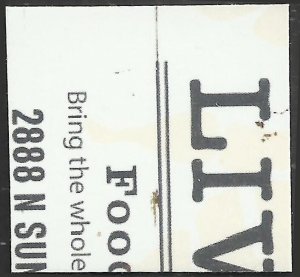 LIV
Foo
Bring the whole
2888 N SUN